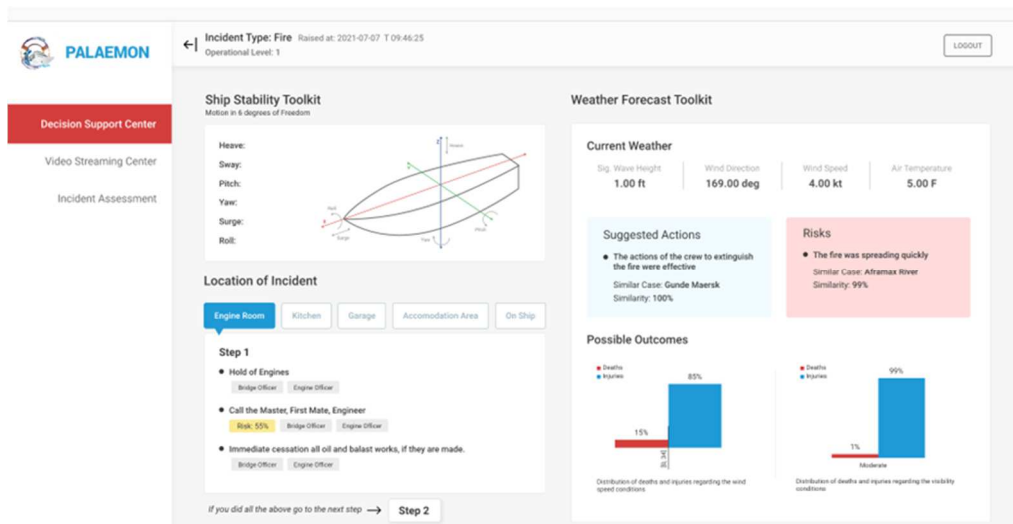 PALAEMON
Decision Support Center
Video Streaming Center
Incident Assessment
Incident Type: Fire Raised at: 2021-07-07 T 09:46:25
Operational Level: 1
LOGOUT
Ship Stability Toolkit
Motion in 6 degrees of Freedom
Heave:
Sway:
Pitch:
Yaw:
Surge:
Roll:
Heave
Roll
Surge
Yaw
Pitch
Location of Incident
Engine Room
Kitchen
Garage
Accomodation Area
On Ship
Step 1
Hold of Engines
Bridge Officer Engine Officer
Call the Master, First Mate, Engineer
Risk: 55% Bridge Officer Engine Officer
Immediate cessation all oil and balast works, if they are made.
Bridge Officer Engine Officer
If you did all the above go to the next step → Step 2
Weather Forecast Toolkit
Current Weather
Sig. Wave Height Wind Direction Wind Speed Air Temperature
1.00 ft 169.00 deg 4.00 kt 5.00 F
Suggested Actions
The actions of the crew to extinguish
the fire were effective
Similar Case: Gunde Maersk
Similarity: 100%
Risks
The fire was spreading quickly
Similar Case: Aframax River
Similarity: 99%
Possible Outcomes
Deaths
Injuries
85%
15%
Distribution of deaths and injuries regarding the wind
speed conditions
Deaths
Injuries
99%
1%
Moderate
Distribution of deaths and injuries regarding the visibility
conditions